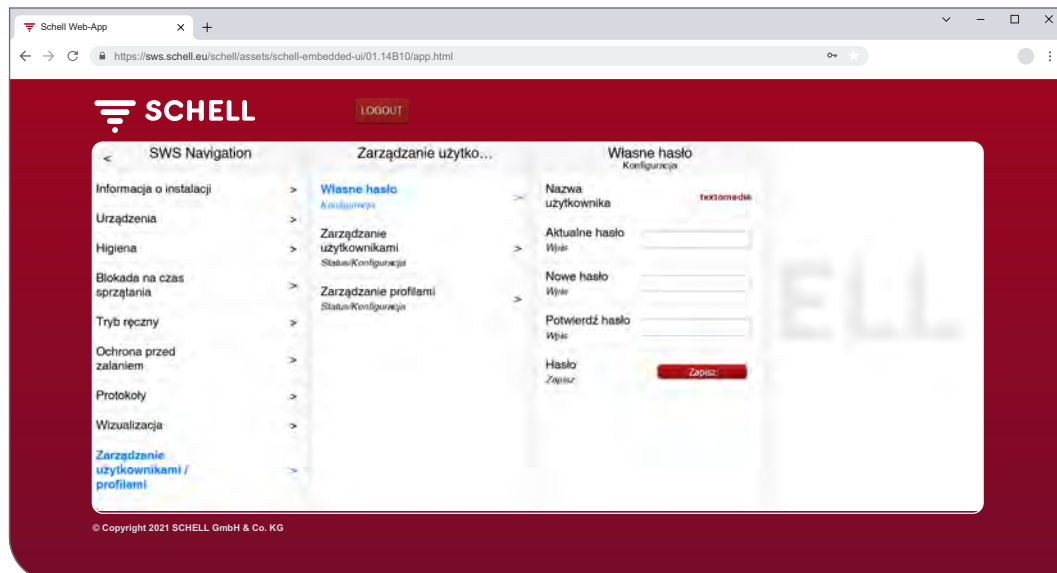 Schell Web-App
https://sws.schell.eu/schell/assets/schell-embedded-ui/01.14B10/app.html
SCHELL
LOGOUT
< SWS Navigation
Informacja o instalacji >
Urządzenia >
Higiena >
Blokada na czas
sprzątania >
Tryb ręczny >
Ochrona przed
zalaniem >
Protokoły >
Wizualizacja >
Zarządzanie
użytkownikami / >
profilami
Zarządzanie użytko...
Własne hasło >
Konfiguracja
Zarządzanie
użytkownikami >
Status/Konfiguracja
Zarządzanie profilami >
Status/Konfiguracja
Własne hasło
Konfiguracja
Nazwa
użytkownika textomedia
Aktualne hasło
Wpis
Nowe hasło
Wpis
Potwierdź hasło
Wpis
Hasło
Zapisz
Zapisz
ELL
© Copyright 2021 SCHELL GmbH & Co. KG